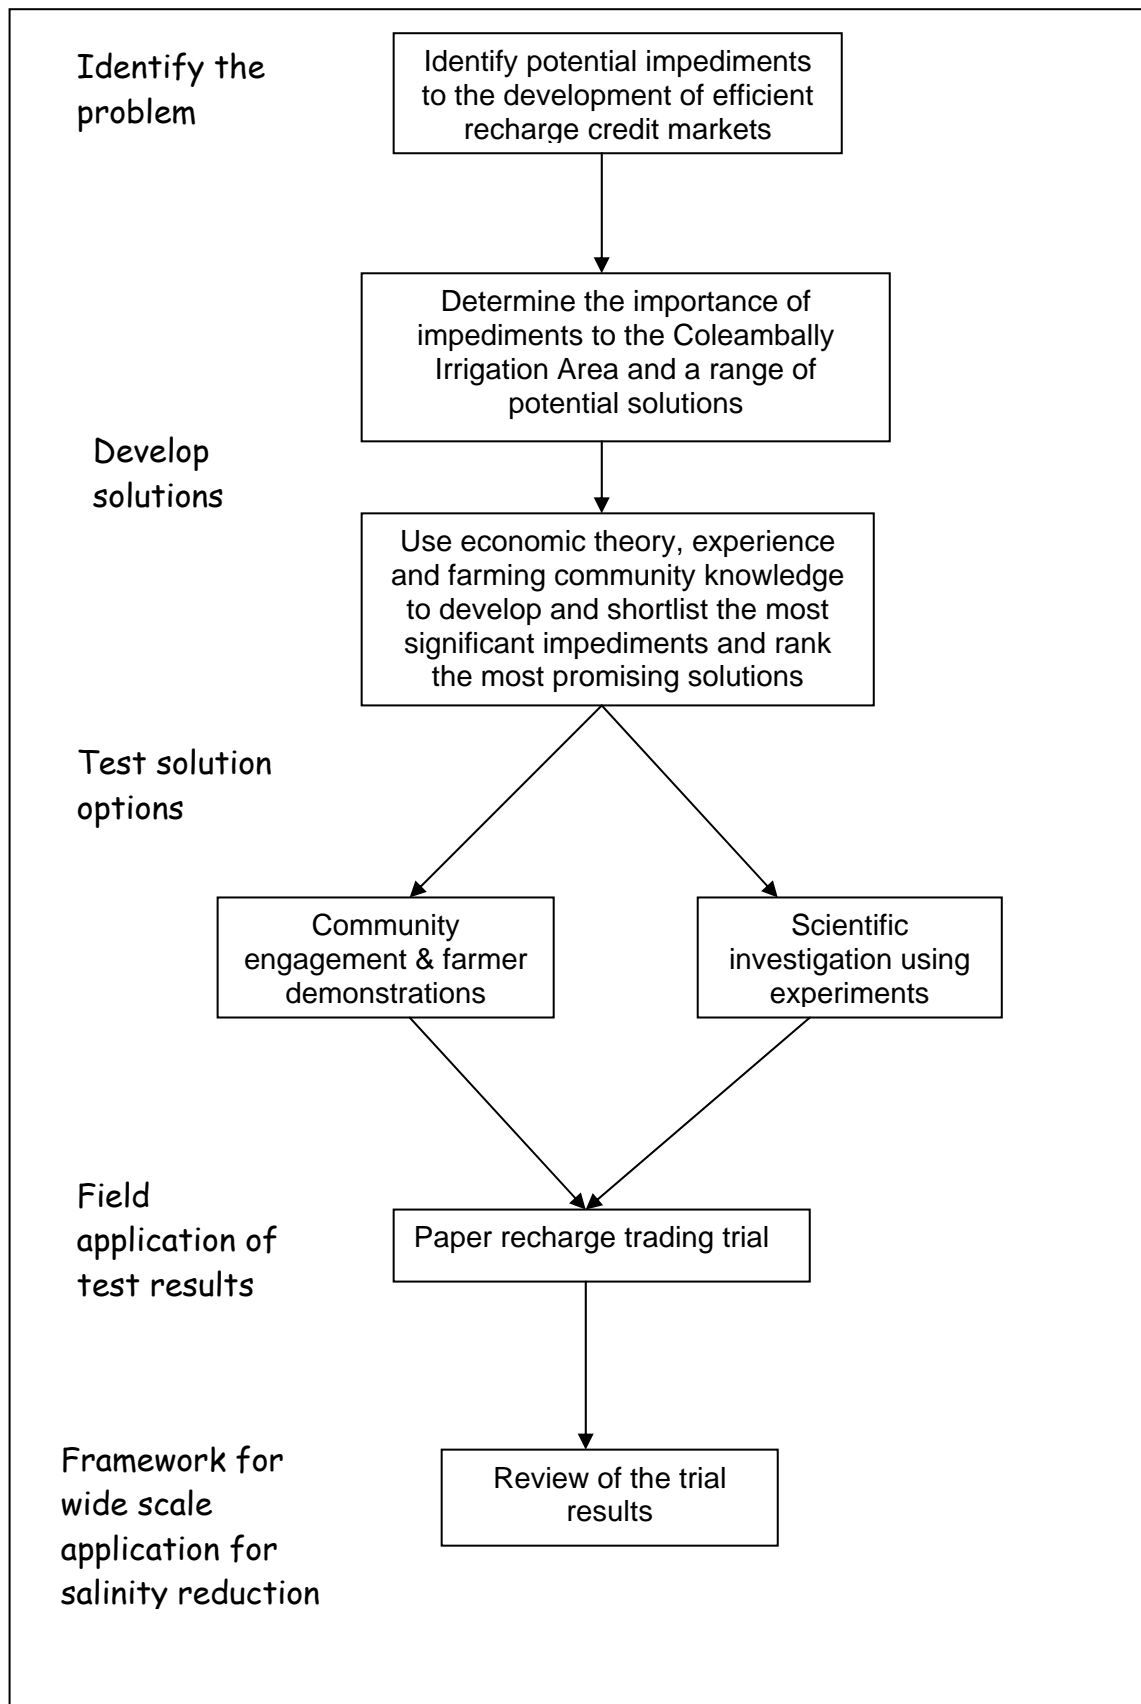 Identify the
problem
Identify potential impediments
to the development of efficient
recharge credit markets
Determine the importance of
impediments to the Coleambally
Irrigation Area and a range of
potential solutions
Develop
solutions
Use economic theory, experience
and farming community knowledge
to develop and shortlist the most
significant impediments and rank
the most promising solutions
Test solution
options
Community
engagement & farmer
demonstrations
Scientific
investigation using
experiments
Field
application of
test results
Paper recharge trading trial
Framework for
wide scale
application for
salinity reduction
Review of the trial
results